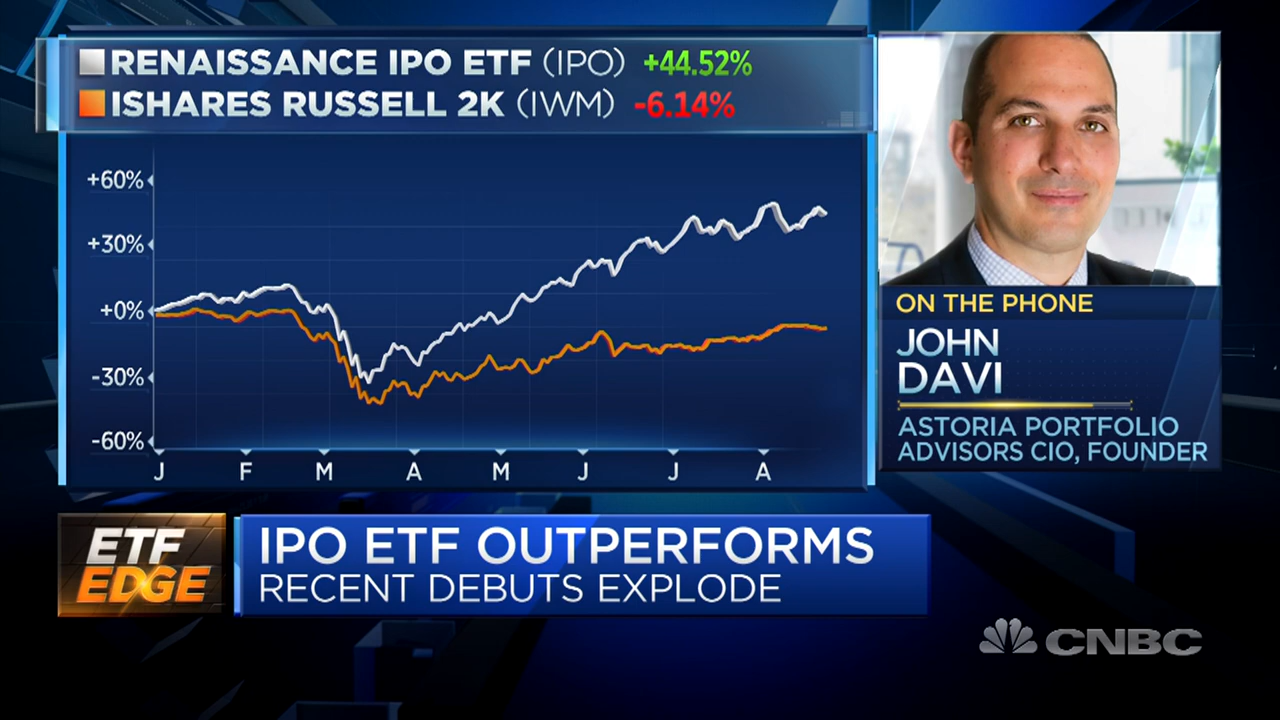 RENAISSANCE IPO ETF (IPO) +44.52%
ISHARES RUSSELL 2K (IWM) -6.14%
+60%
+30%
+0%
-30%
-60%
J F M A M J J A
ON THE PHONE
JOHN
DAVI
ASTORIA PORTFOLIO
ADVISORS CIO, FOUNDER
ETF
EDGE
IPO ETF OUTPERFORMS
RECENT DEBUTS EXPLODE
CNBC